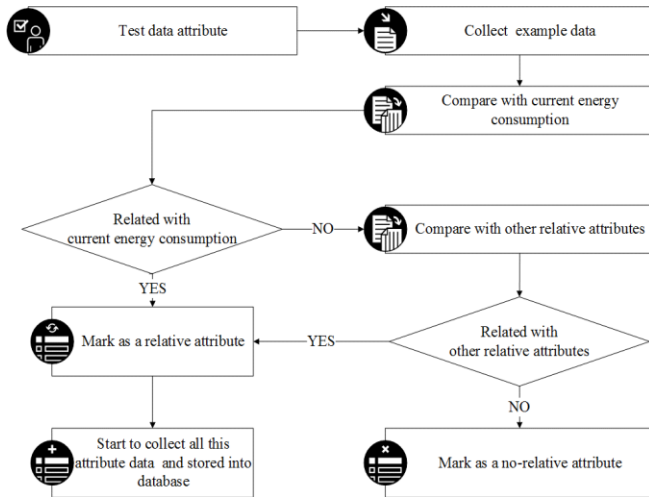 Test data attribute
Collect example data
Compare with current energy
consumption
Related with
current energy consumption
NO
Compare with other relative attributes
YES
Mark as a relative attribute
YES
Related with
other relative attributes
NO
Start to collect all this
attribute data and stored into
database
Mark as a no-relative attribute